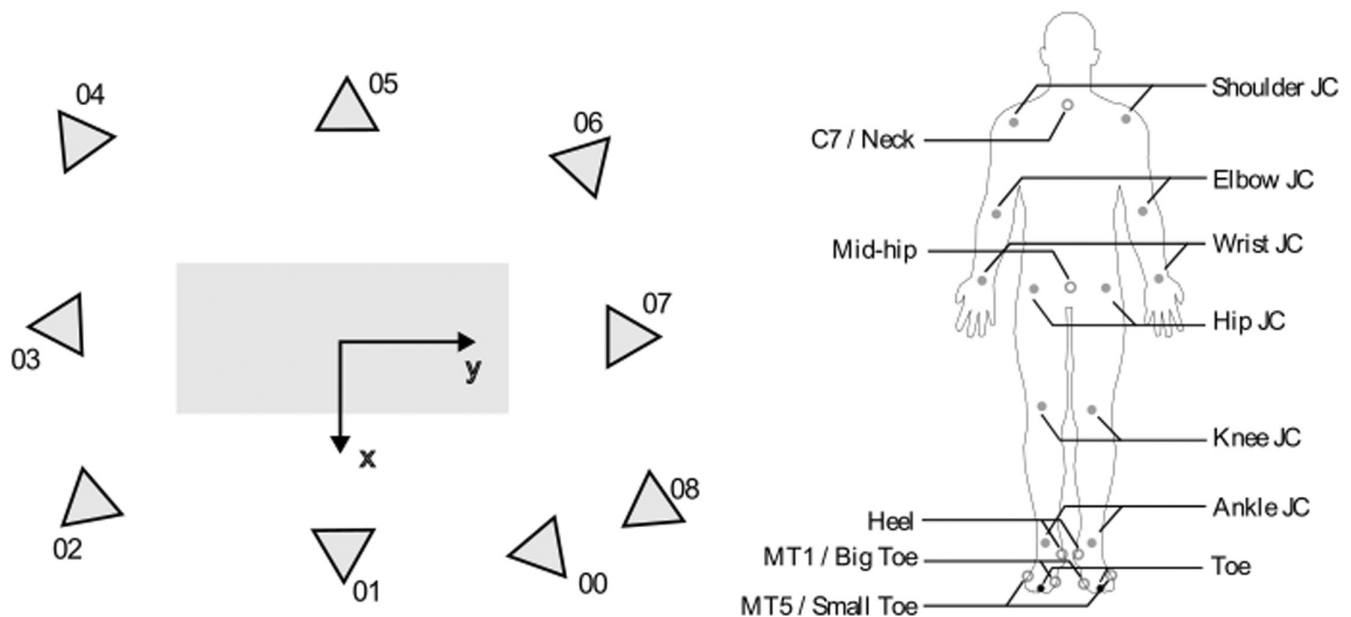 04
05
06
03
07
y
x
02
08
01
00
Shoulder JC
C7 / Neck
Elbow JC
Mid-hip
Wrist JC
Hip JC
Knee JC
Heel
Ankle JC
MT1 / Big Toe
Toe
MT5 / Small Toe